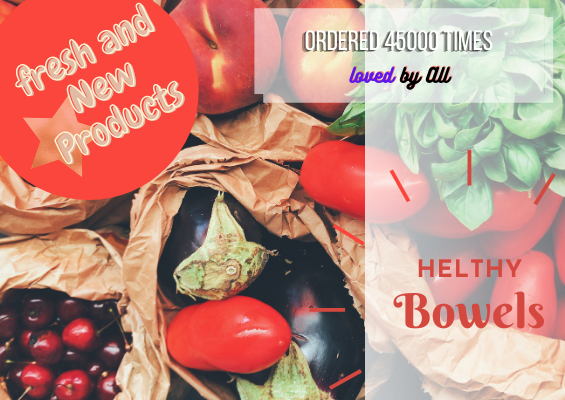 fresh and
New
Products
ORDERED 45000 TIMES
loved by All
HELTHY
Bowels